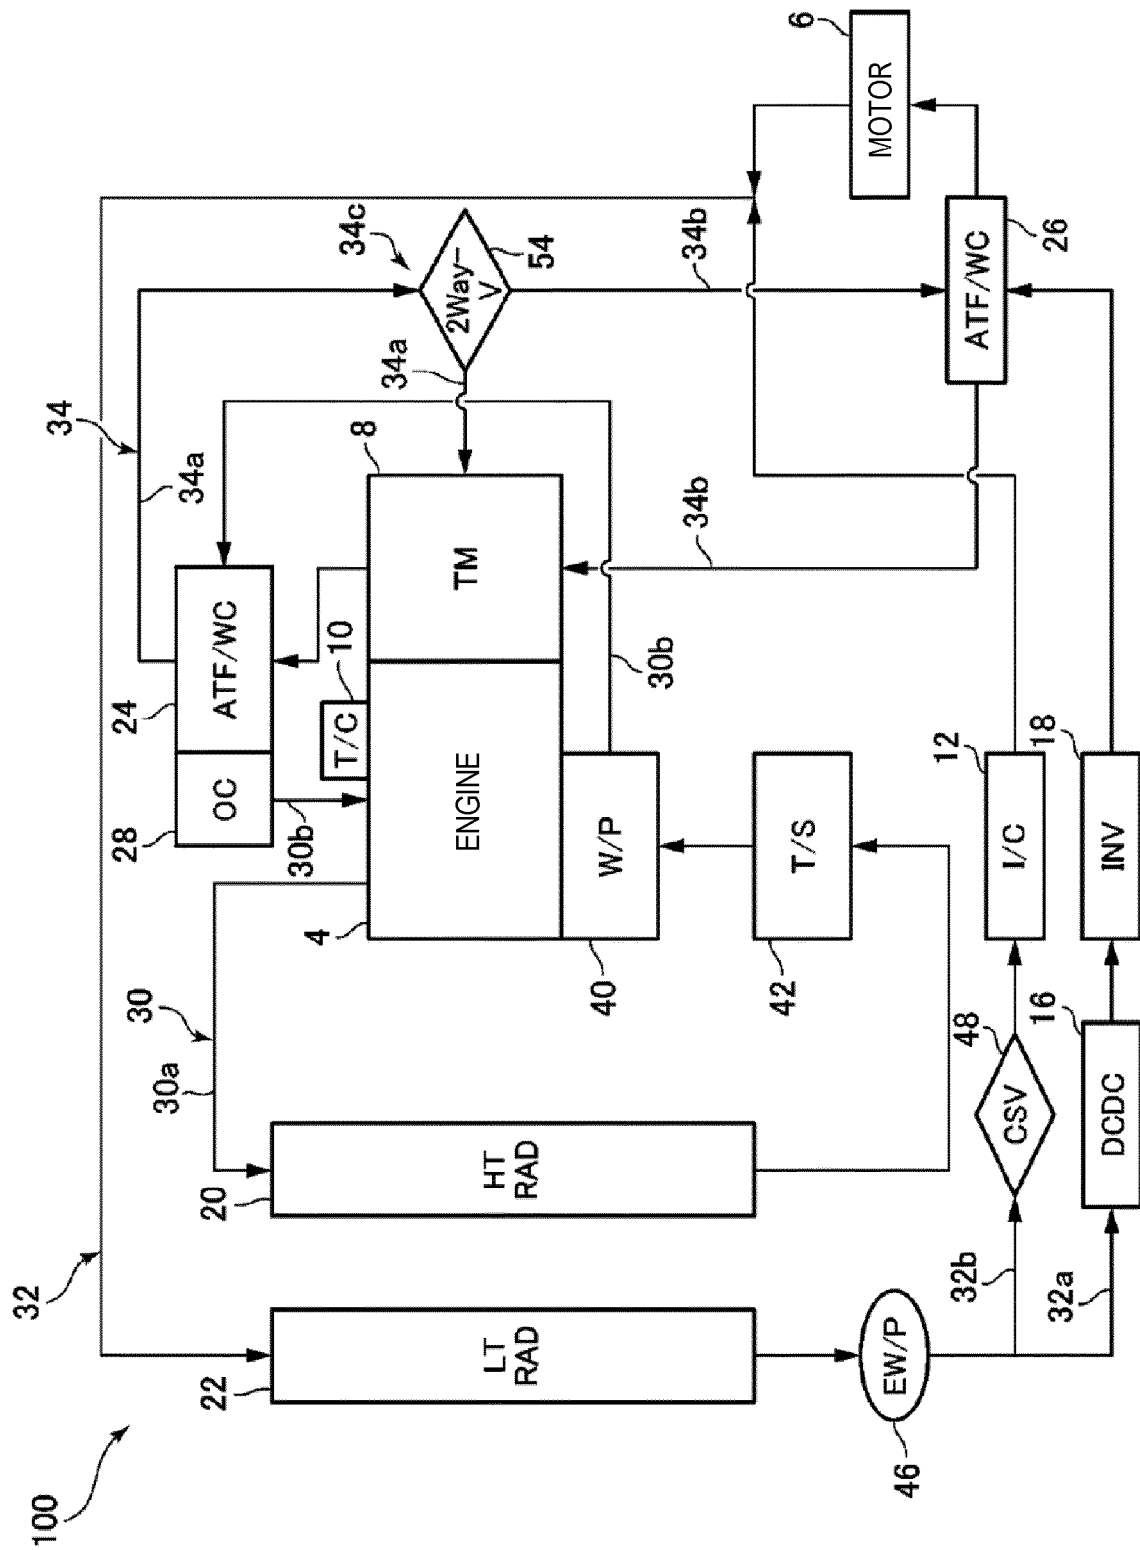 100
32
34
30
28
24
30a
34a
22
20
OC
ATF/WC
30b
4
T/C
10
8
34c
34a
LT
RAD
HT
RAD
ENGINE
TM
2Way-
V
54
40
W/P
30b
34b
34b
42
T/S
6
MOTOR
EW/P
46
32b
48
12
ATF/WC
CSV
I/C
16
18
26
32a
DCDC
INV